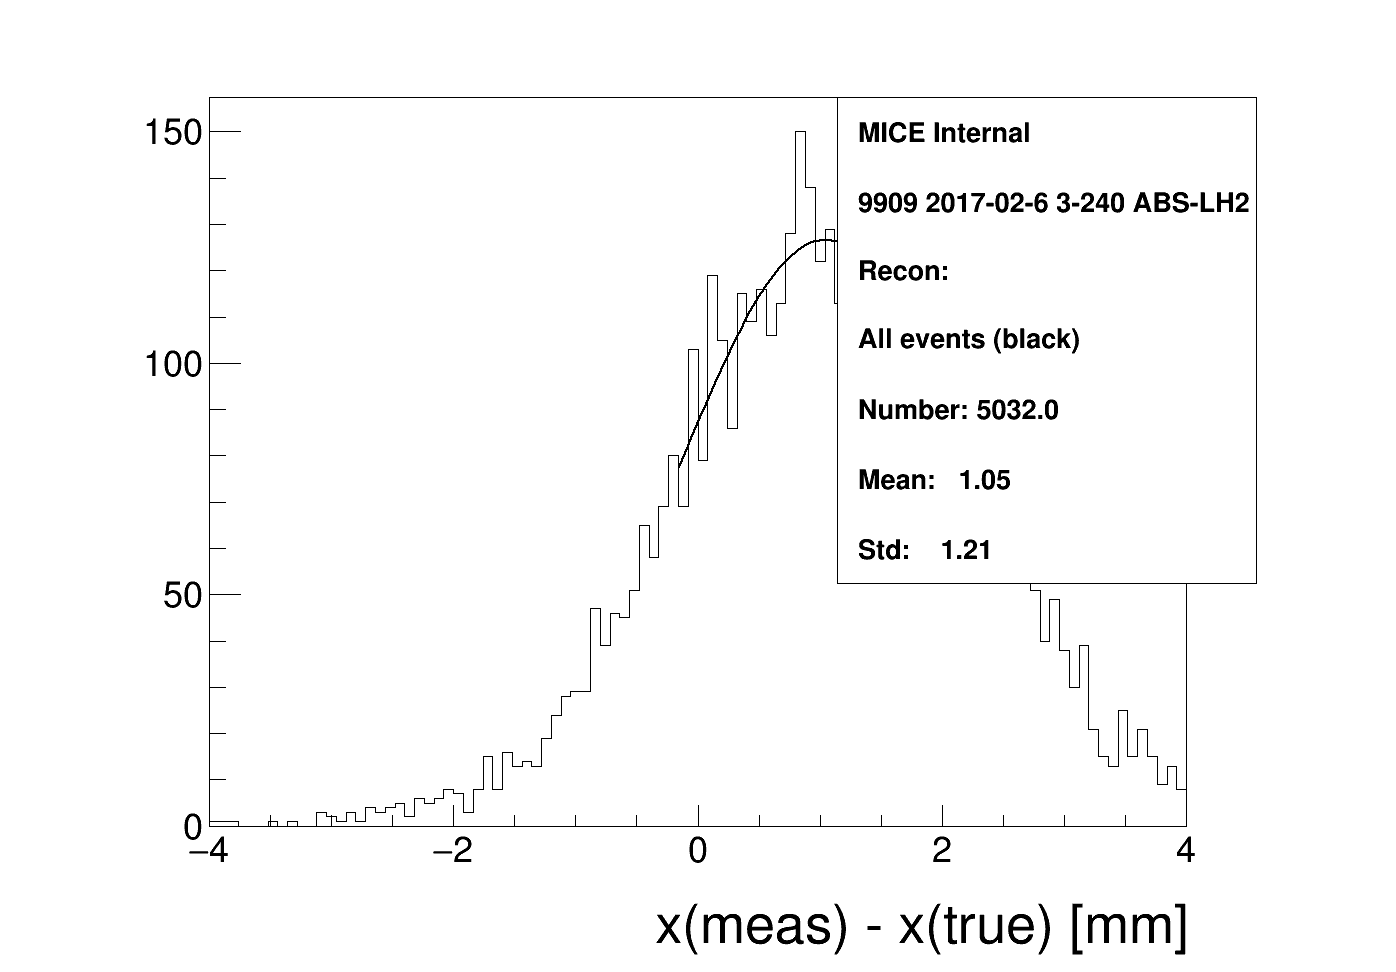 150
100
50
0
−4
−2
0
2
4
x(meas) - x(true) [mm]
MICE Internal
9909 2017-02-6 3-240 ABS-LH2
Recon:
All events (black)
Number: 5032.0
Mean: 1.05
Std: 1.21